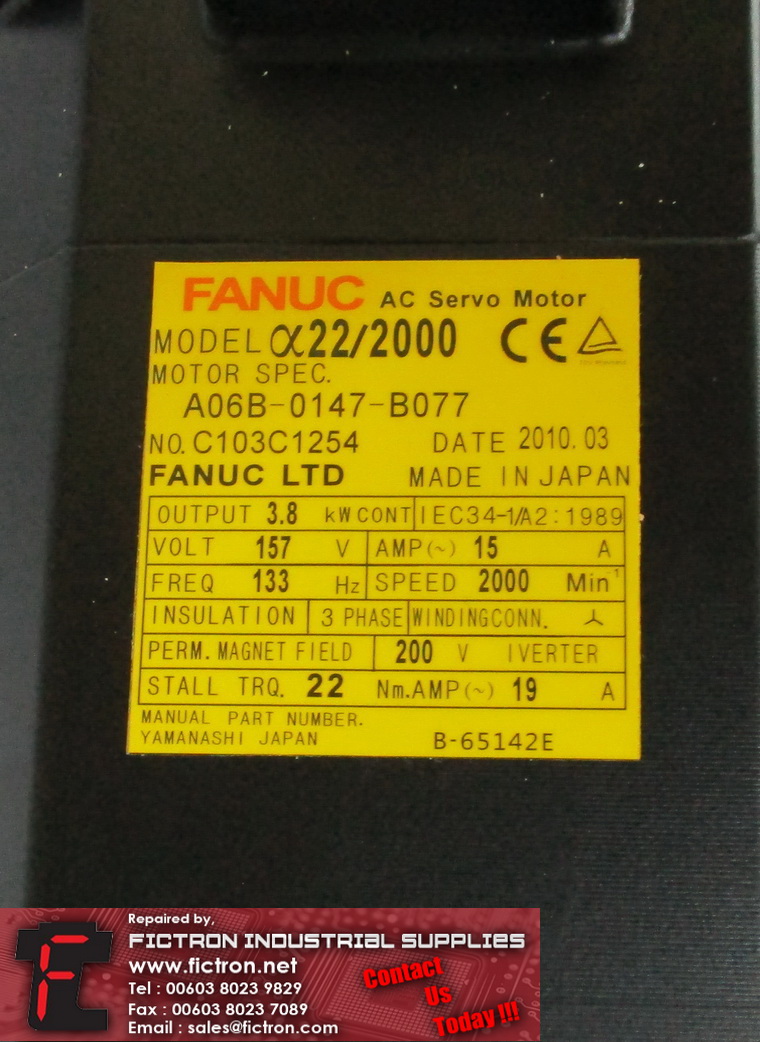 FANUC AC Servo Motor
MODEL α22/2000 CE
MOTOR SPEC.
A06B-0147-B077
NO. C103C1254 DATE 2010.03
FANUC LTD MADE IN JAPAN
OUTPUT 3.8 kW CONT IEC34-1/A2:1989
VOLT 157 V AMP(~) 15 A
FREQ 133 Hz SPEED 2000 Min⁻¹
INSULATION 3 PHASE WINDINGCONN.
PERM. MAGNET FIELD 200 V IVERTER
STALL TRQ. 22 Nm.AMP(~) 19 A
MANUAL PART NUMBER.
YAMANASHI JAPAN B-65142E
Repaired by,
FICTRON INDUSTRIAL SUPPLIES
www.fictron.net
Tel : 00603 8023 9829
Fax : 00603 8023 7089
Email : sales@fictron.com
Contact
Us
Today !!!